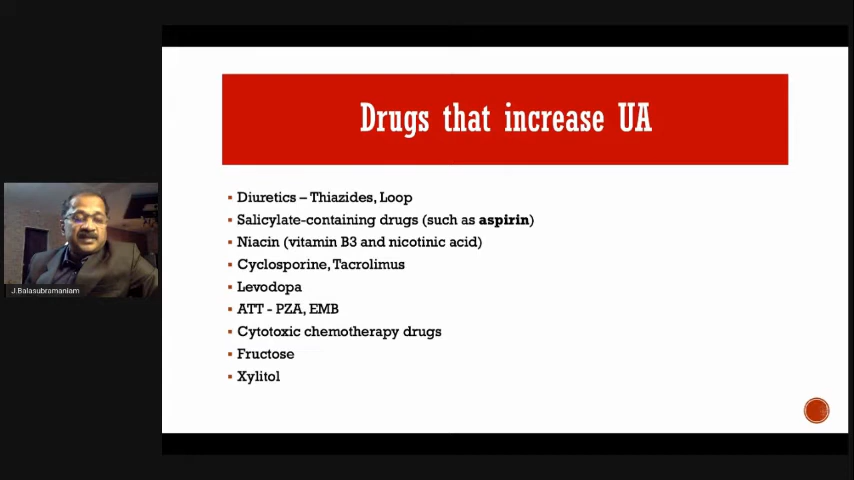 Drugs that increase UA
Diuretics – Thiazides, Loop
Salicylate-containing drugs (such as aspirin)
Niacin (vitamin B3 and nicotinic acid)
Cyclosporine, Tacrolimus
Levodopa
ATT - PZA, EMB
Cytotoxic chemotherapy drugs
Fructose
Xylitol
J.Balasubramaniam